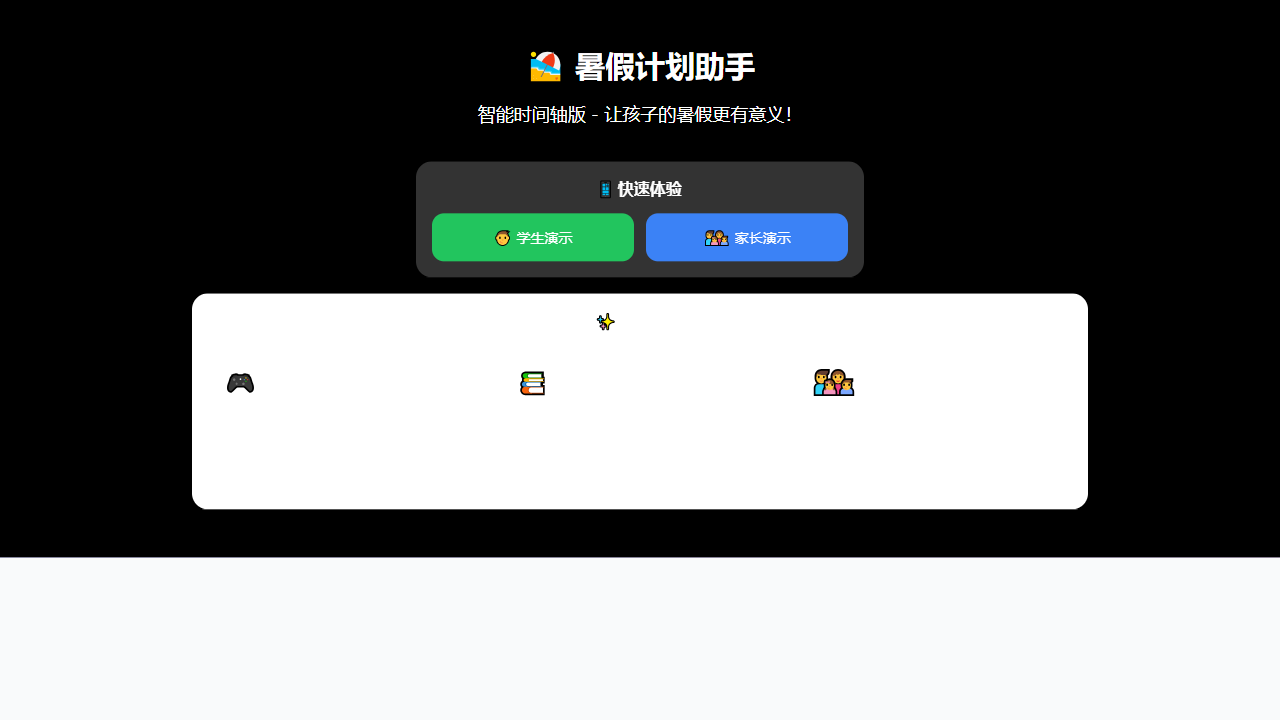 🏖️ 暑假计划助手
智能时间轴版 - 让孩子的暑假更有意义！
📱 快速体验
👦 学生演示
👨‍👩‍👧‍👦 家长演示